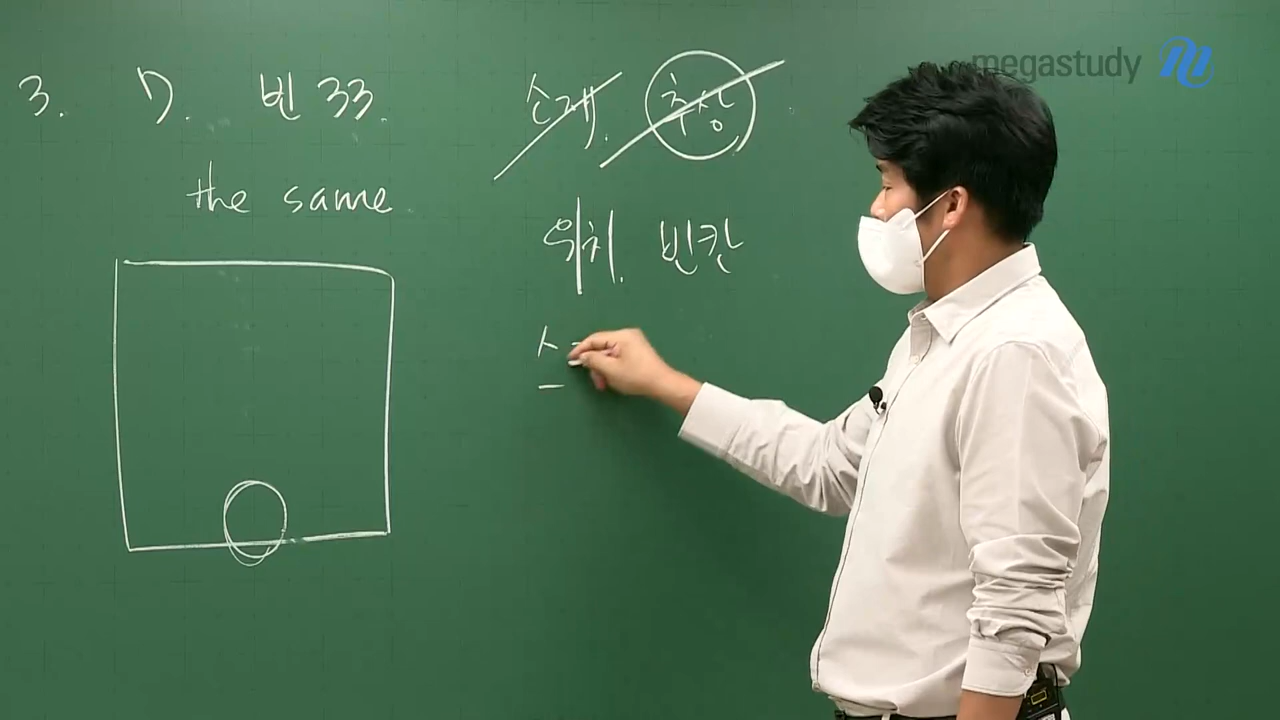 3. 7. 빈 33. 소재. 추상
megastudy
the same
위치. 빈칸